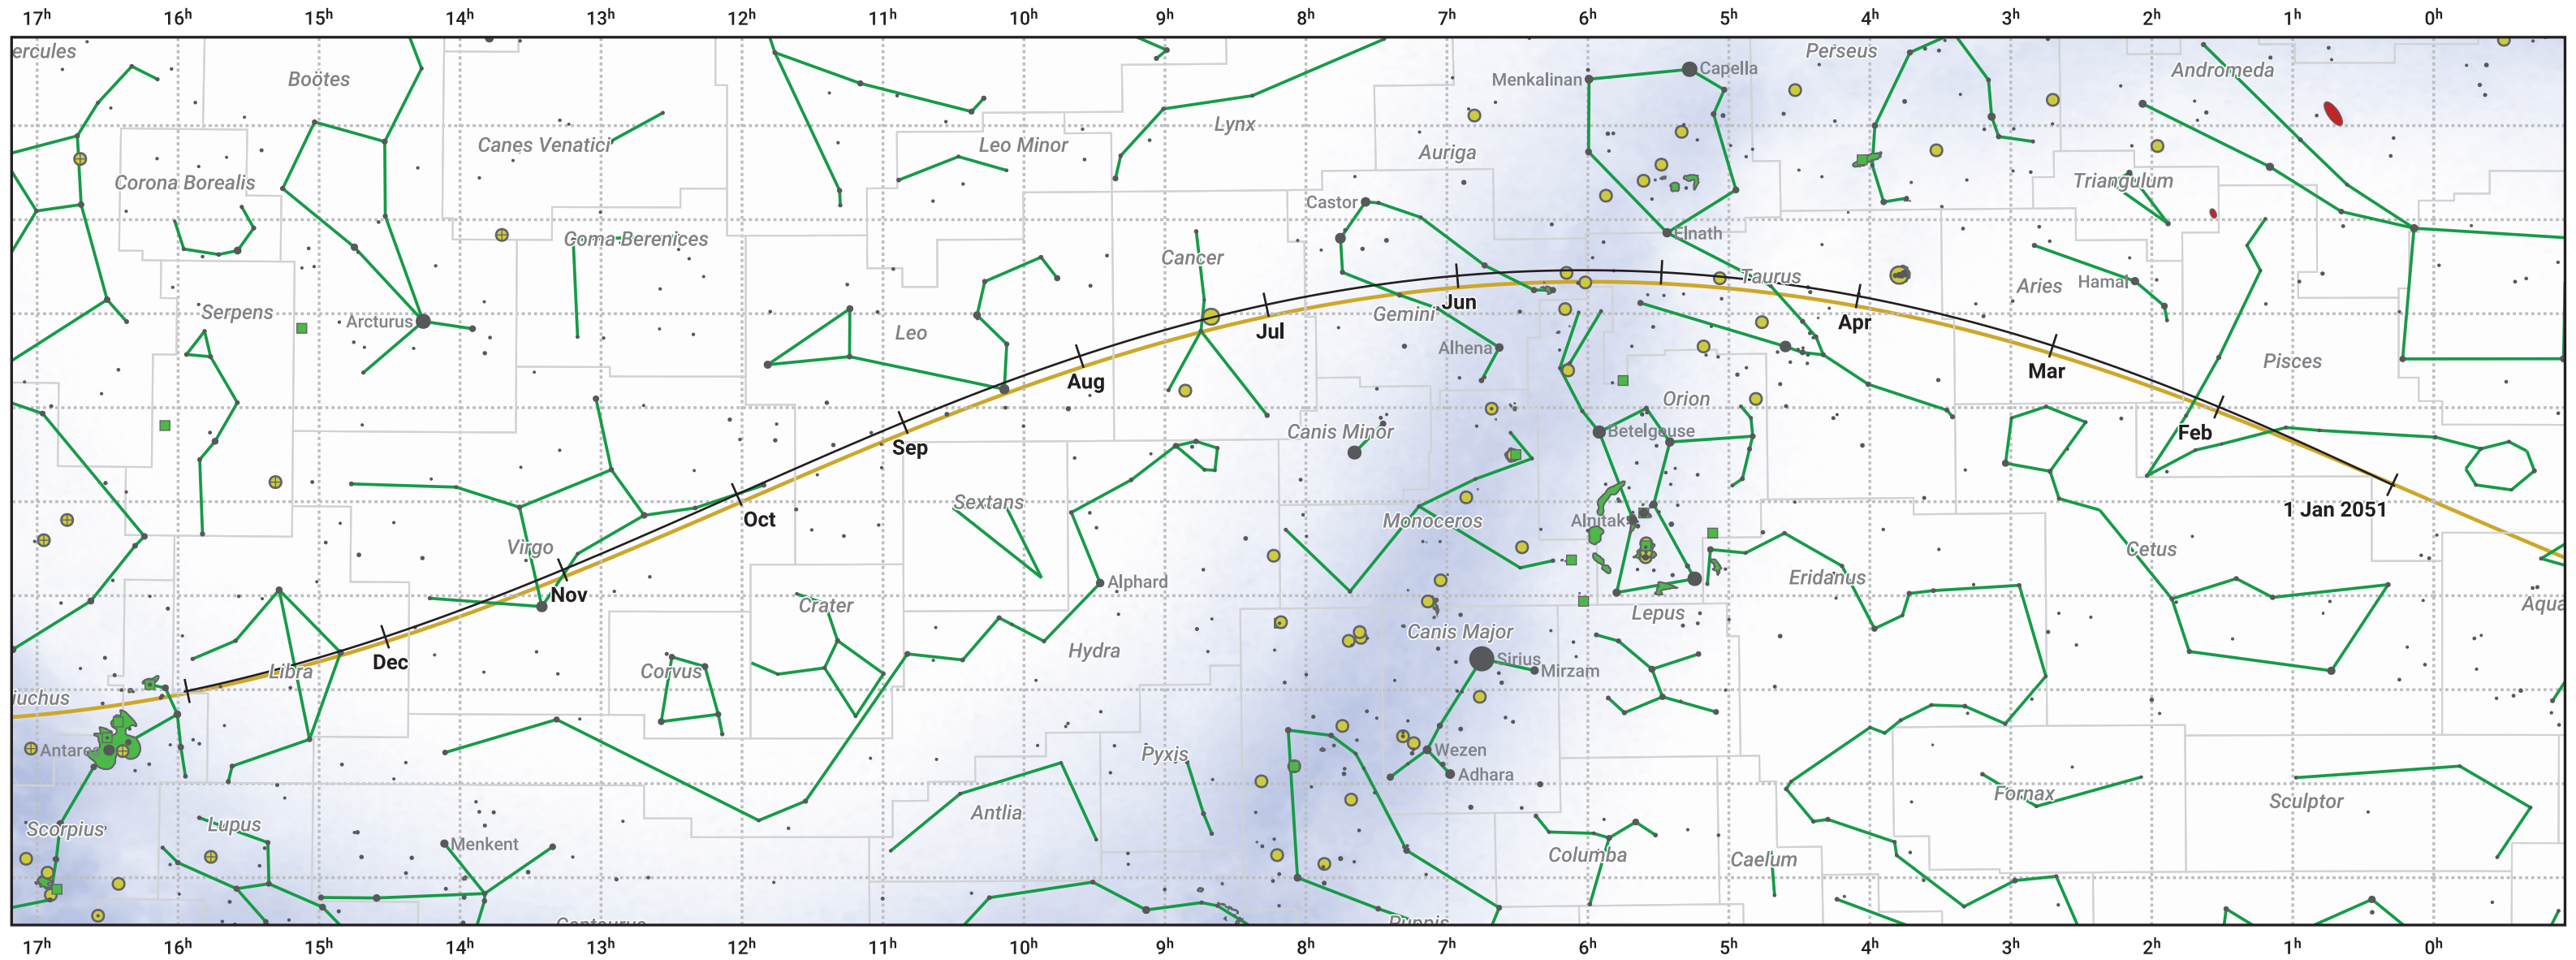 17h 16h 15h 14h 13h 12h 11h 10h 9h 8h 7h 6h 5h 4h 3h 2h 1h 0h
ercules
Boötes
Canes Venatici
Corona Borealis
Leo Minor
Lynx
Menkalinan
Capella
Auriga
Perseus
Andromeda
Triangulum
Castor
Elnath
Coma Berenices
Cancer
Taurus
Aries
Hamal
Serpens
Arcturus
Leo
Gemini
Jul
Jun
Apr
Alhena
Mar
Pisces
Aug
Orion
Sep
Canis Minor
Betelgeuse
Feb
Oct
Sextans
Monoceros
Alnitak
1 Jan 2051
Virgo
Nov
Alphard
Eridanus
Cetus
Crater
Lepus
Aqua
Dec
Libra
Corvus
Hydra
Canis Major
Sirius
Mirzam
iuchus
Antares
Pyxis
Wezen
Adhara
Scorpius
Lupus
Menkent
Antlia
Columba
Caelum
Fornax
Sculptor
Centaurus
Puppis
17h 16h 15h 14h 13h 12h 11h 10h 9h 8h 7h 6h 5h 4h 3h 2h 1h 0h